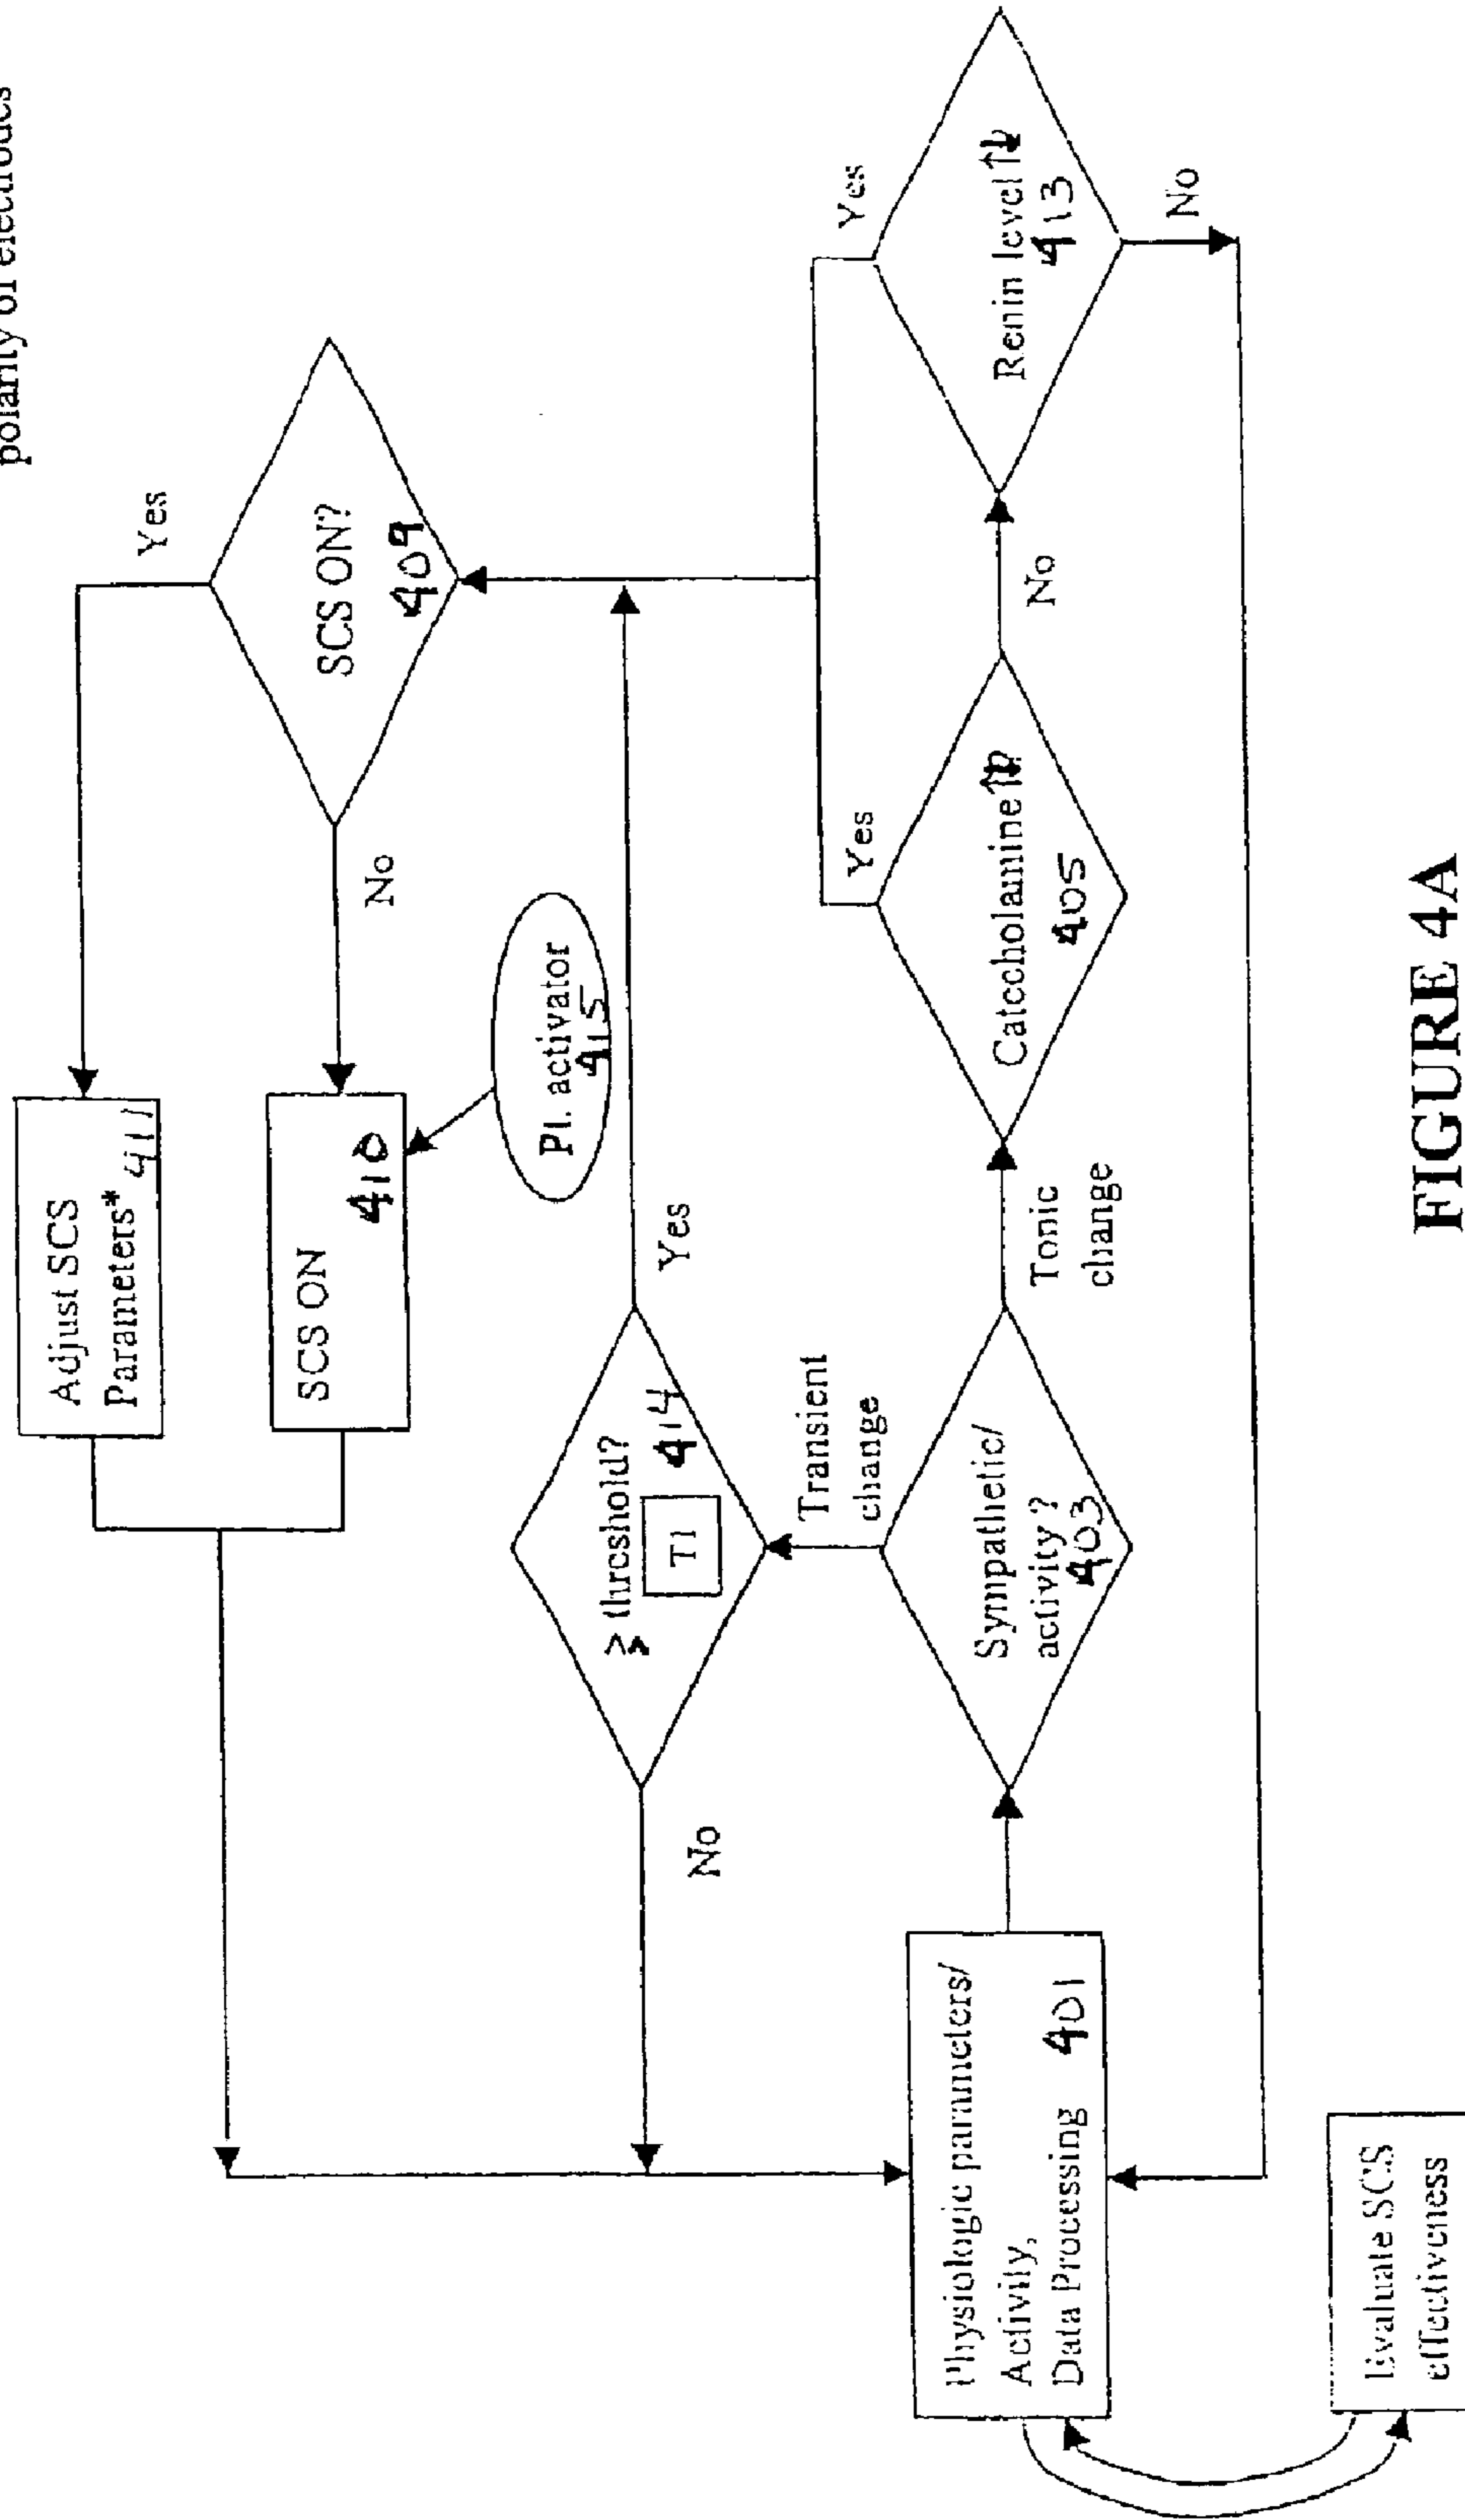 polarity of electrodes
Adjust SCS
Parameters* 411
Yes
SCS ON
410
No
SCS ON?
409
Pt. activator
415
≥ threshold?
T1
414
Yes
No
Transient
change
Physiologic parameters/
Activity,
Data Processing 401
Sympathetic/
activity?
403
Tonic
change
Catecholamine
405
Yes
No
Renin level ↑
413
Yes
No
Evaluate SCS
effectiveness
FIGURE 4A